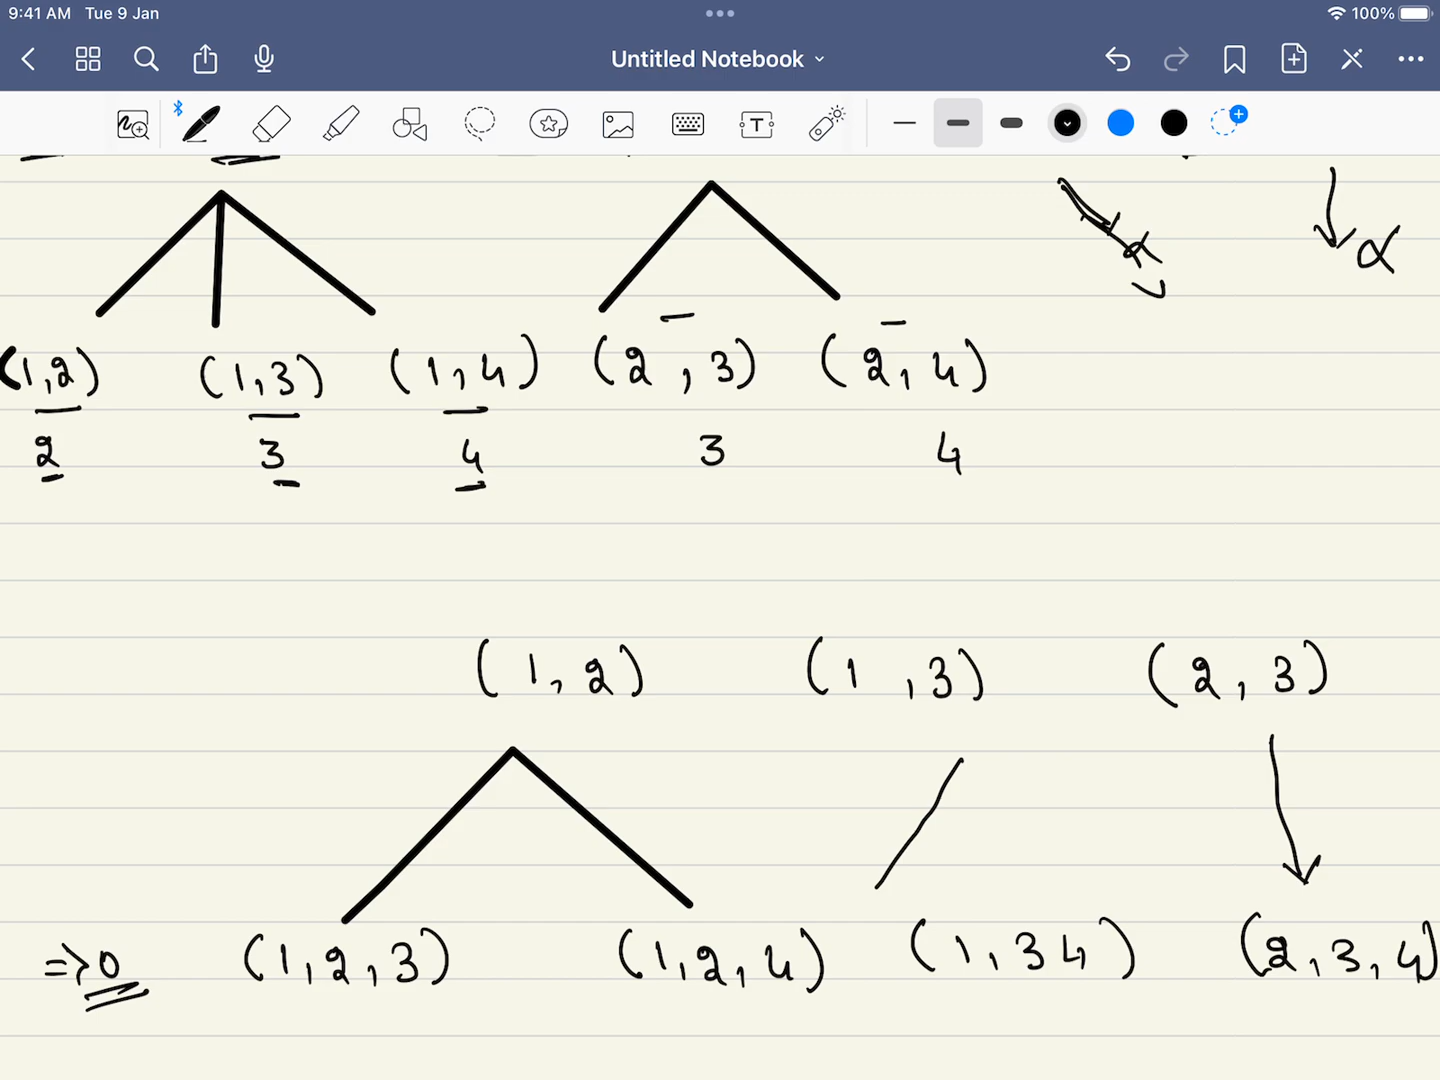 9:41 AM Tue 9 Jan 100%
Untitled Notebook
T
α
α
(1,2) (1,3) (1,4) (2,3) (2,4)
2 3 4 3 4
(1,2) (1,3) (2,3)
=>0 (1,2,3) (1,2,4) (1,34) (2,3,4)